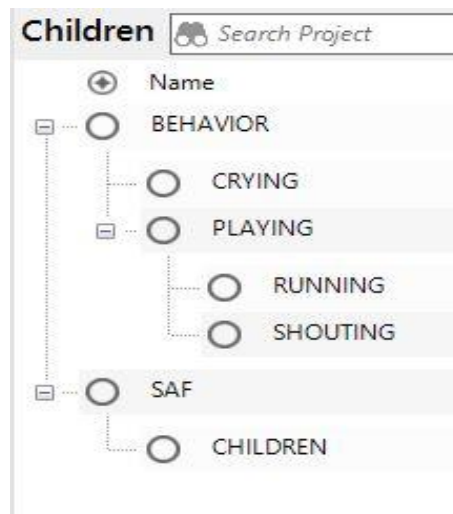 Children Search Project
Name
BEHAVIOR
CRYING
PLAYING
RUNNING
SHOUTING
SAF
CHILDREN